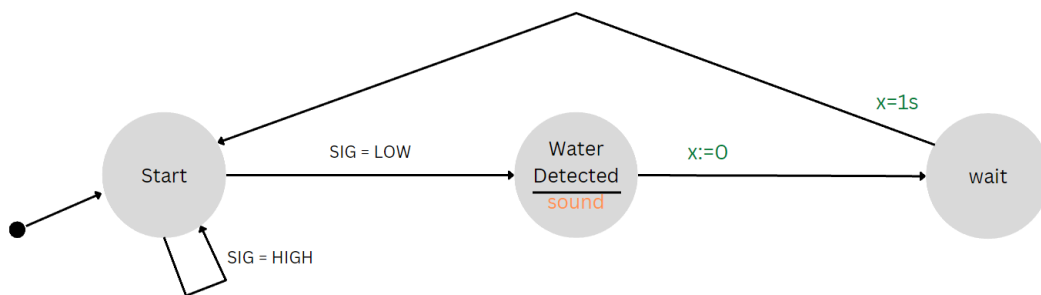 x=1s
Start
SIG = LOW
Water
Detected
sound
x:=0
wait
SIG = HIGH